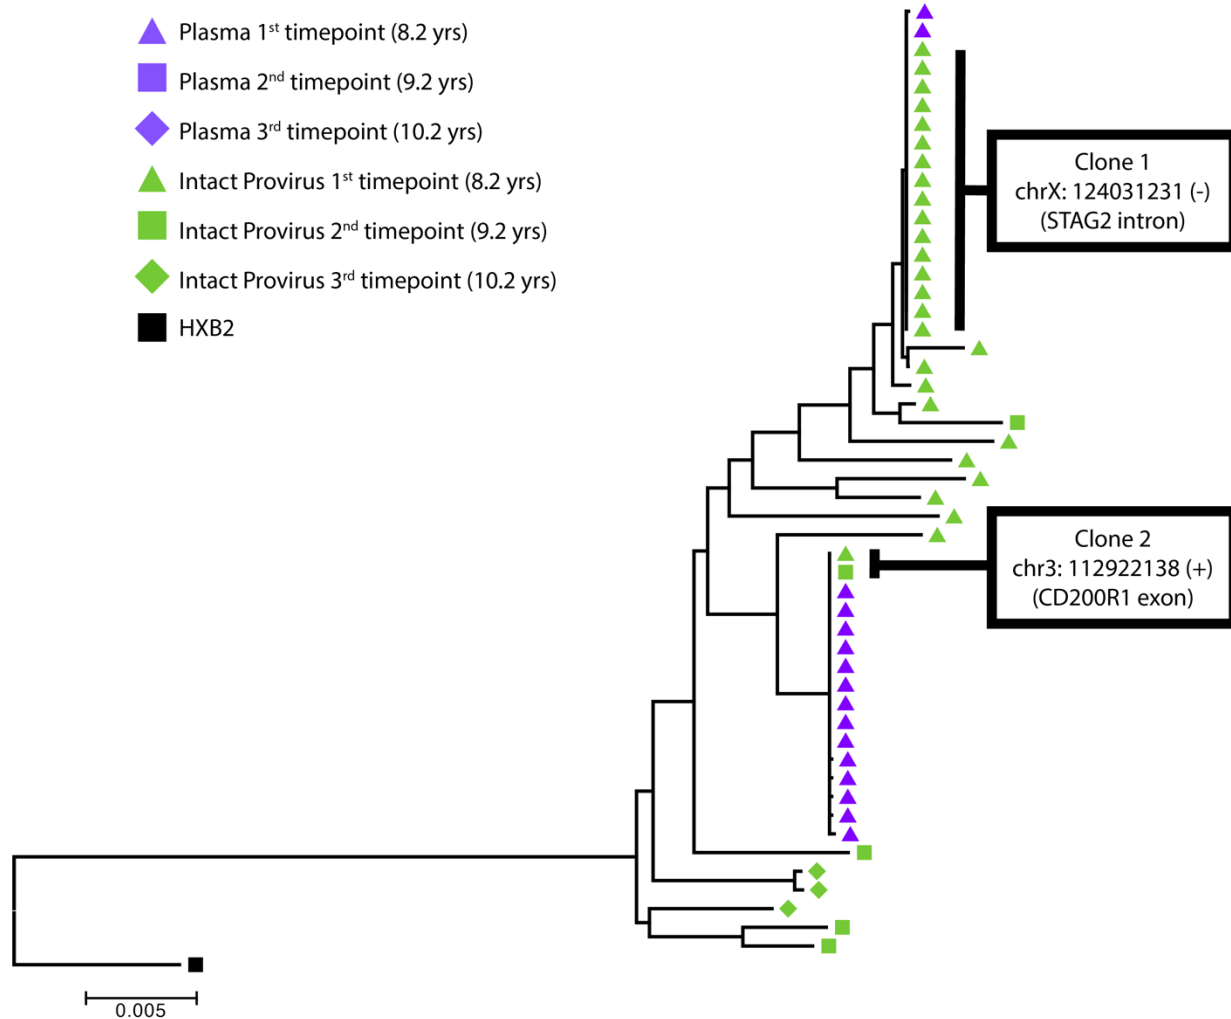 Plasma 1st timepoint (8.2 yrs)
Plasma 2nd timepoint (9.2 yrs)
Plasma 3rd timepoint (10.2 yrs)
Intact Provirus 1st timepoint (8.2 yrs)
Intact Provirus 2nd timepoint (9.2 yrs)
Intact Provirus 3rd timepoint (10.2 yrs)
HXB2
Clone 1
chrX: 124031231 (-)
(STAG2 intron)
Clone 2
chr3: 112922138 (+)
(CD200R1 exon)
0.005